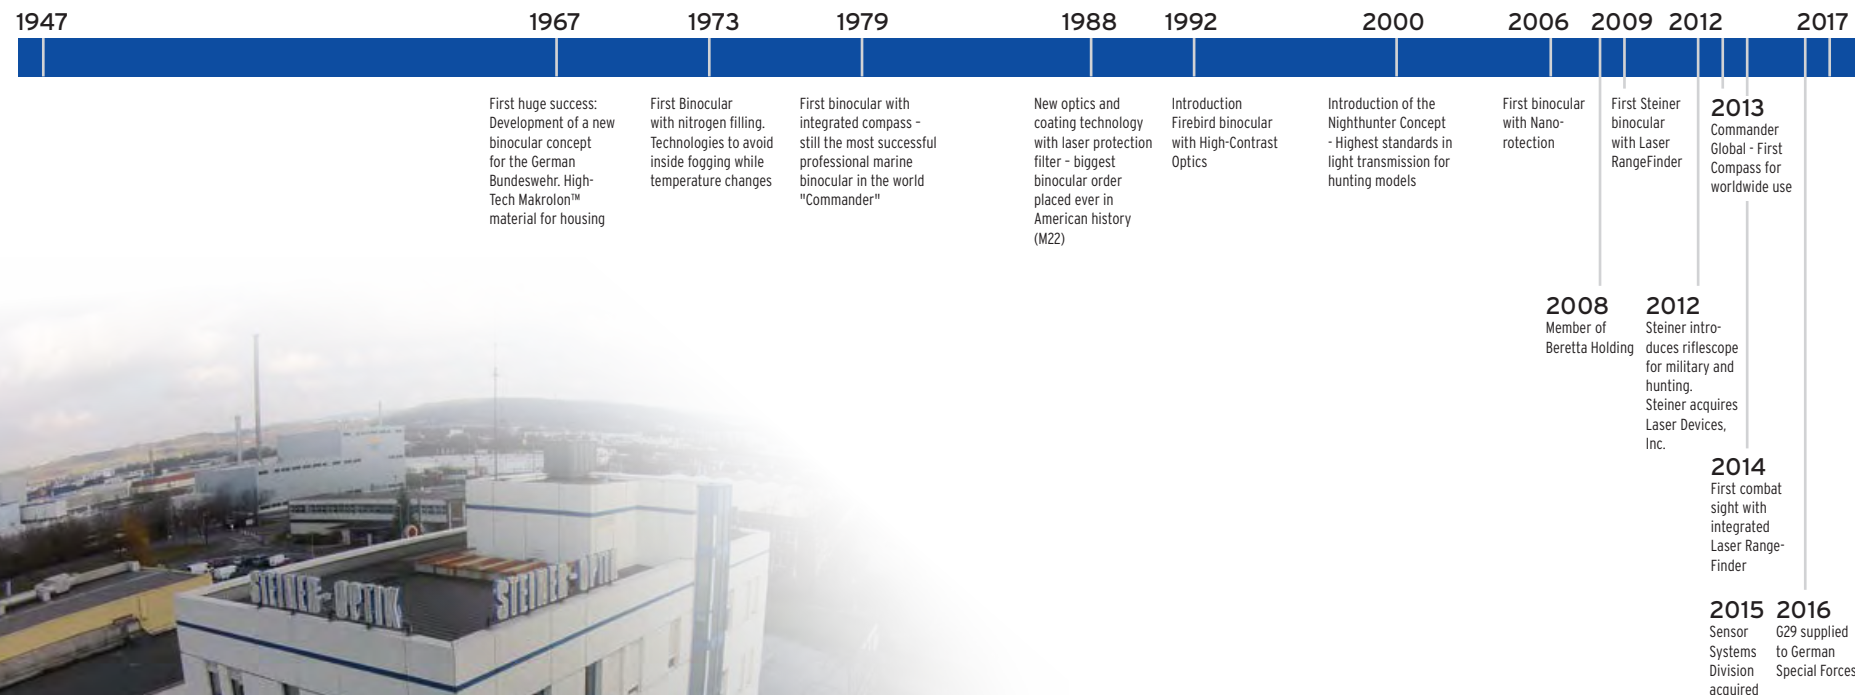 1947 1967 1973 1979 1988 1992 2000 2006 2009 2012 2017
First huge success:
Development of a new
binocular concept
for the German
Bundeswehr. High-
Tech Makrolon™
material for housing
First Binocular
with nitrogen filling.
Technologies to avoid
inside fogging while
temperature changes
First binocular with
integrated compass –
still the most successful
professional marine
binocular in the world
"Commander"
New optics and
coating technology
with laser protection
filter – biggest
binocular order
placed ever in
American history
(M22)
Introduction
Firebird binocular
with High-Contrast
Optics
Introduction of the
Nighthunter Concept
- Highest standards in
light transmission for
hunting models
First binocular
with Nano-
rotection
First Steiner
binocular
with Laser
RangeFinder
2013
Commander
Global - First
Compass for
worldwide use
2008
Member of
Beretta Holding
2012
Steiner intro-
duces riflescope
for military and
hunting.
Steiner acquires
Laser Devices,
Inc.
2014
First combat
sight with
integrated
Laser Range-
Finder
2015
Sensor
Systems
Division
acquired
2016
G29 supplied
to German
Special Forces
STEINER-OPTIK
STEINER-OPTIK